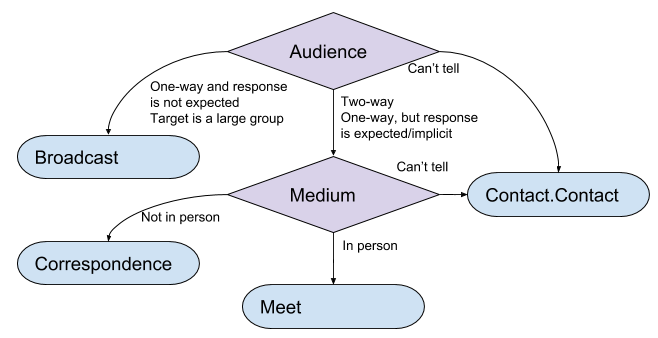 Audience
Can't tell
One-way and response
is not expected
Target is a large group
Two-way
One-way, but response
is expected/implicit
Broadcast
Can't tell
Medium
Contact.Contact
Not in person
In person
Correspondence
Meet